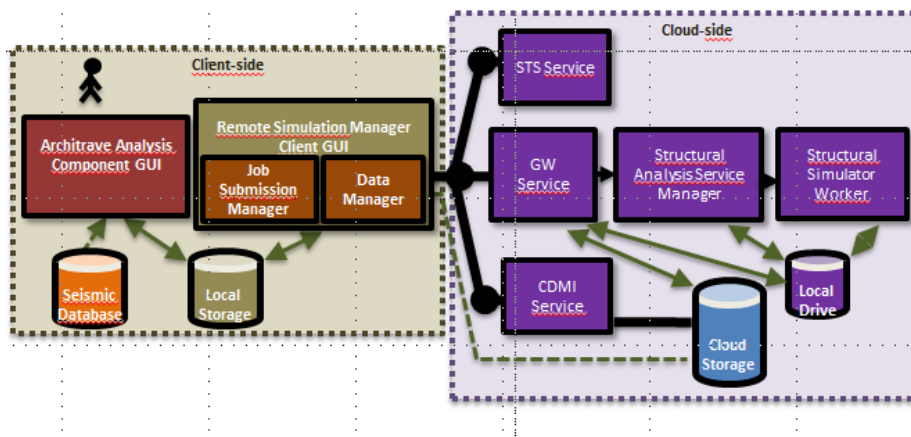 Client-side
Cloud-side
Architrave Analysis
Component GUI
Remote Simulation Manager
Client GUI
Job
Submission
Manager
Data
Manager
Seismic
Database
Local
Storage
STS Service
GW
Service
Structural
Analysis Service
Manager
Structural
Simulator
Worker
CDMI
Service
Cloud
Storage
Local
Drive